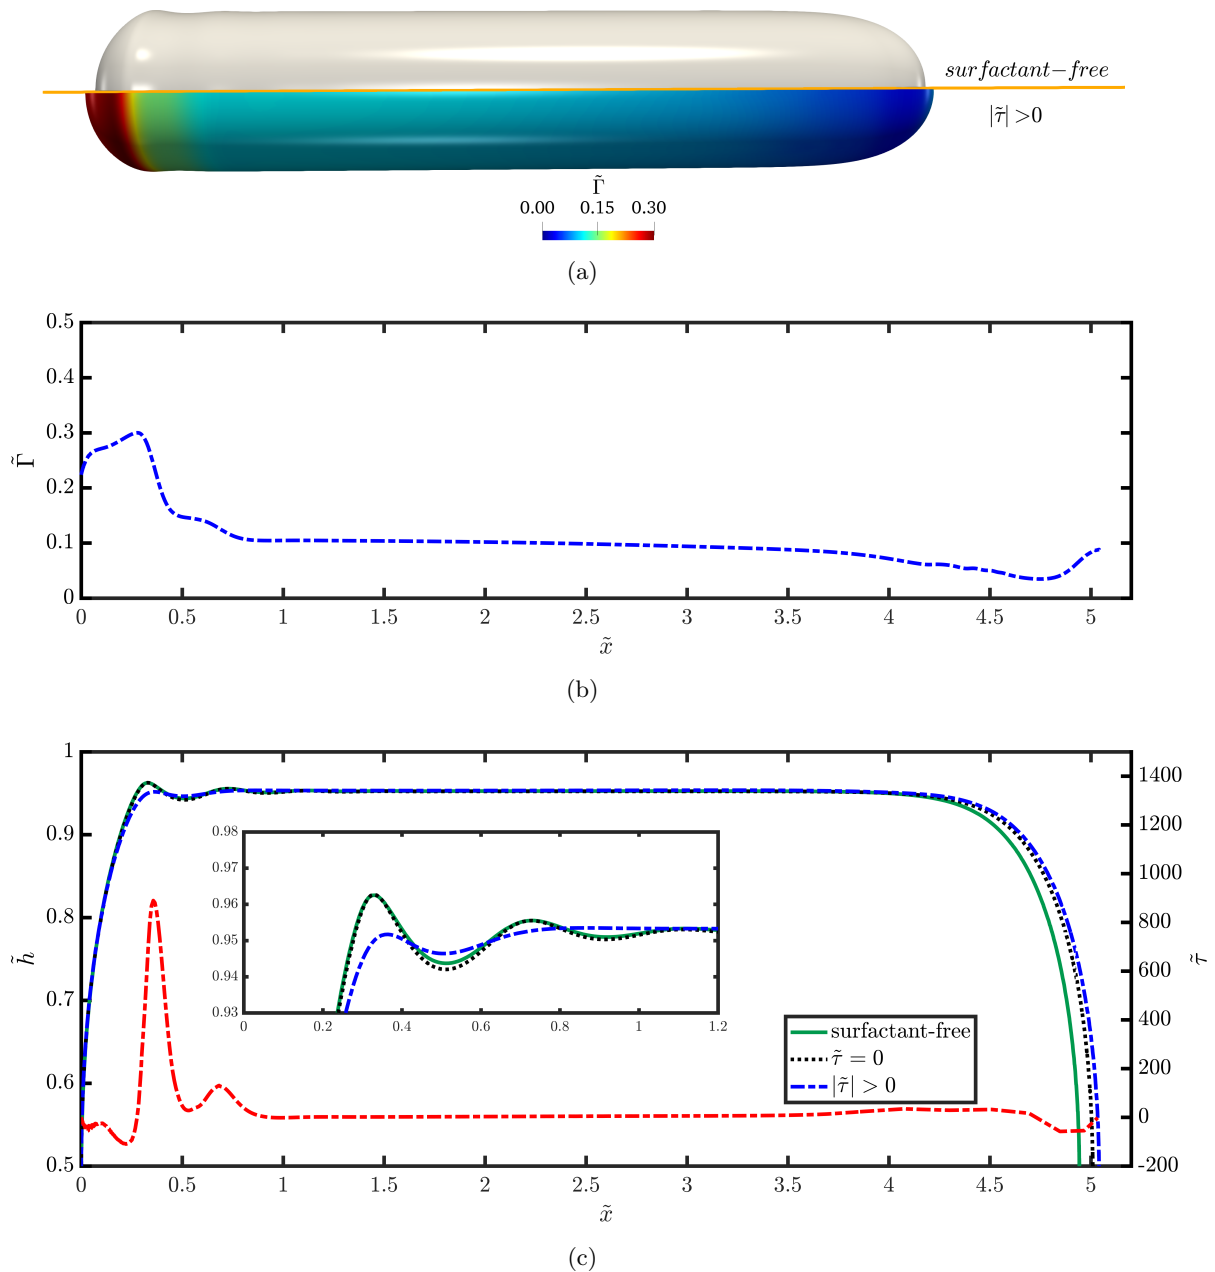 surfactant−free
|τ̃| >0
Γ̃
0.00 0.15 0.30
(a)
0.5
0.4
0.3
0.2
0.1
0
Γ̃
0 0.5 1 1.5 2 2.5 3 3.5 4 4.5 5
x̃
(b)
1
0.9
0.8
0.7
0.6
0.5
h̃
0.98
0.97
0.96
0.95
0.94
0.93
0 0.2 0.4 0.6 0.8 1 1.2
surfactant-free
τ̃ = 0
|τ̃| > 0
1400
1200
1000
800
600
400
200
0
-200
τ̃
0 0.5 1 1.5 2 2.5 3 3.5 4 4.5 5
x̃
(c)